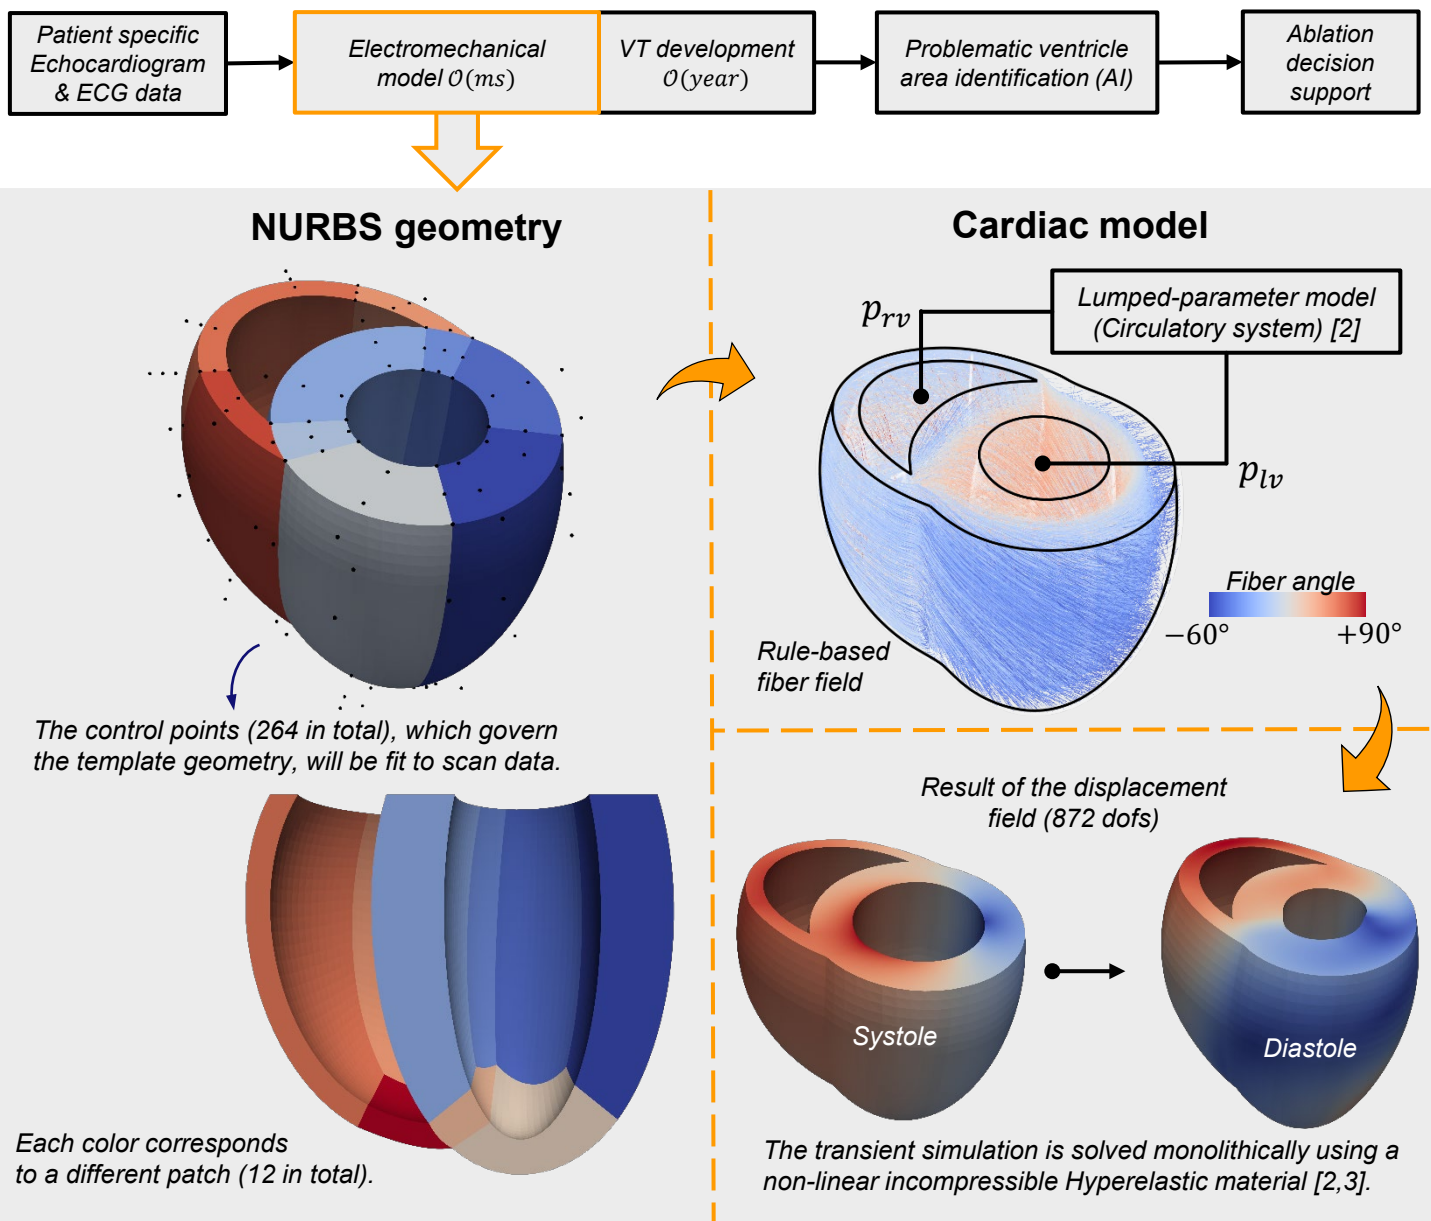 Patient specific
Echocardiogram
& ECG data
Electromechanical
model 𝒪(ms)
VT development
𝒪(year)
Problematic ventricle
area identification (AI)
Ablation
decision
support
NURBS geometry
The control points (264 in total), which govern
the template geometry, will be fit to scan data.
Each color corresponds
to a different patch (12 in total).
Cardiac model
Lumped-parameter model
(Circulatory system) [2]
p_rv
p_lv
Fiber angle
−60°
+90°
Rule-based
fiber field
Result of the displacement
field (872 dofs)
Systole
Diastole
The transient simulation is solved monolithically using a
non-linear incompressible Hyperelastic material [2,3].